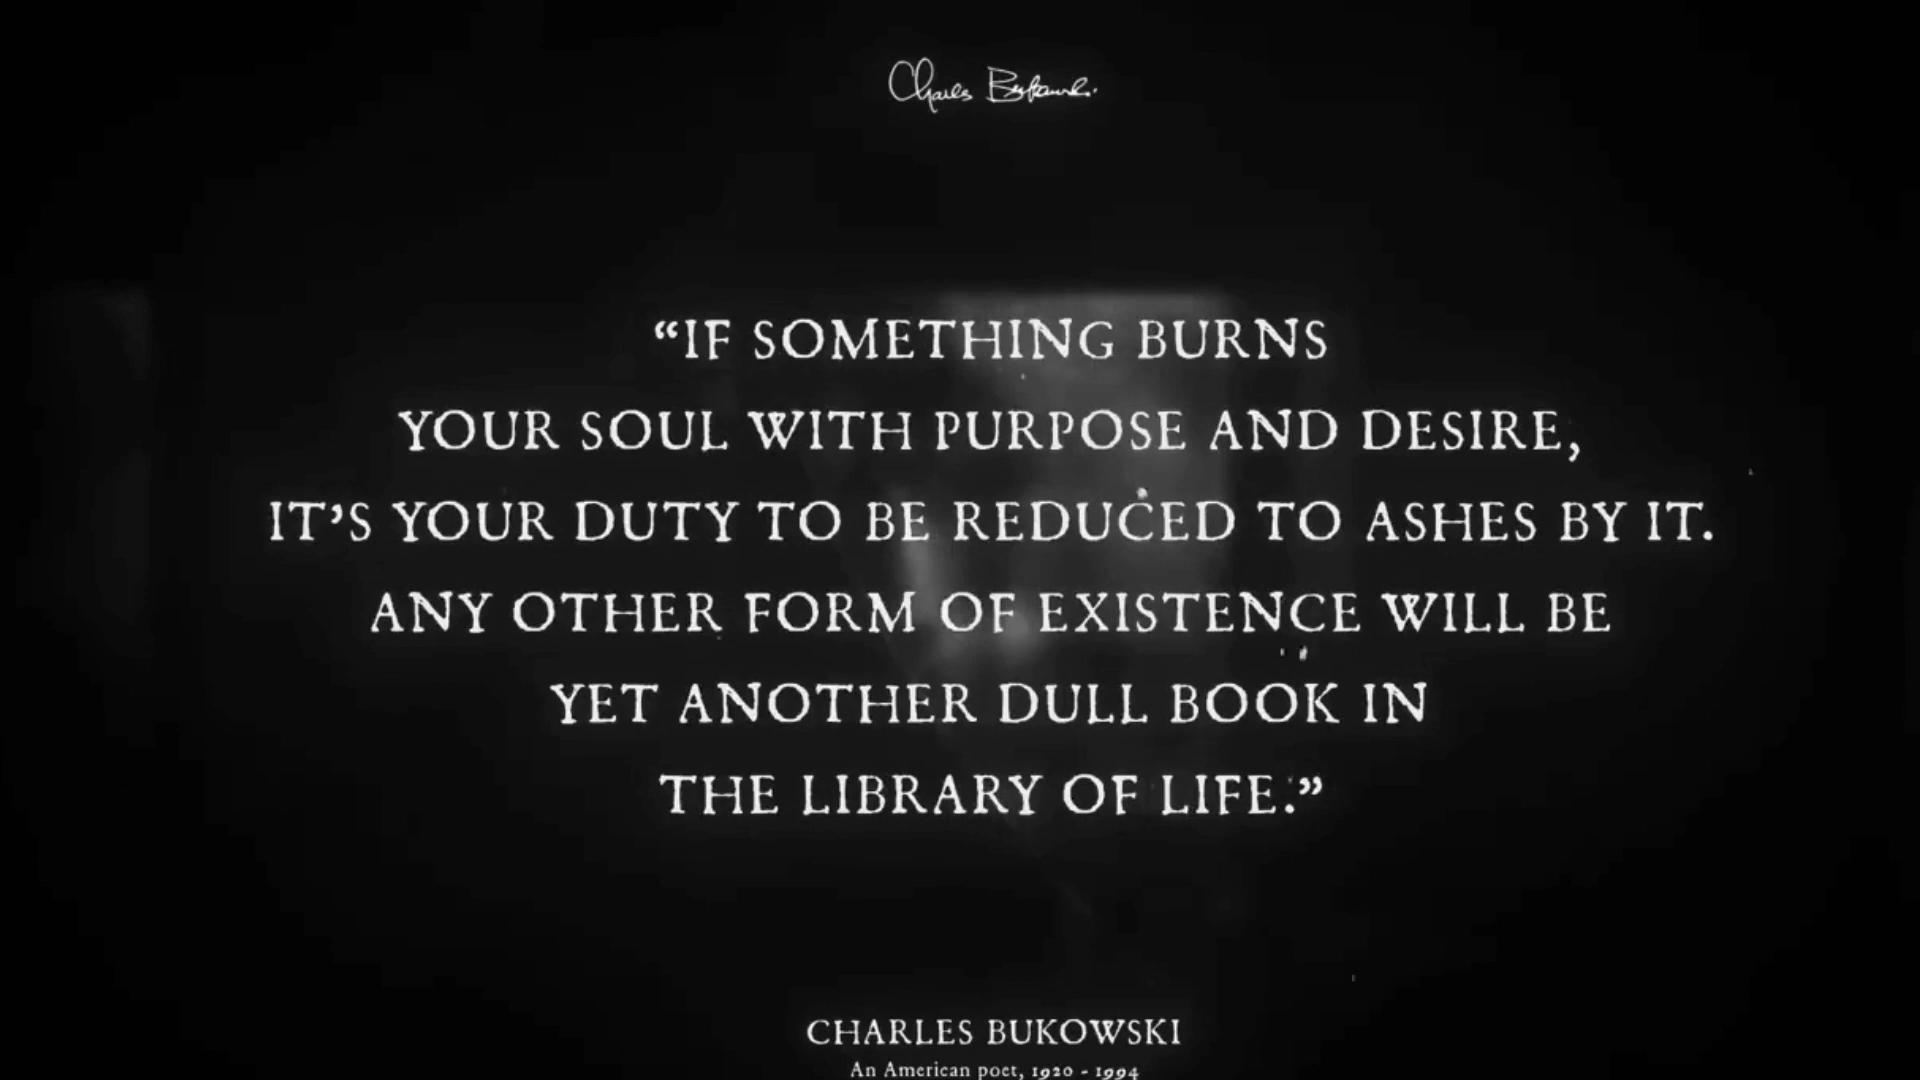 Charles Bukowski
“IF SOMETHING BURNS
YOUR SOUL WITH PURPOSE AND DESIRE,
IT’S YOUR DUTY TO BE REDUCED TO ASHES BY IT.
ANY OTHER FORM OF EXISTENCE WILL BE
YET ANOTHER DULL BOOK IN
THE LIBRARY OF LIFE.”
CHARLES BUKOWSKI
An American poet, 1920 - 1994